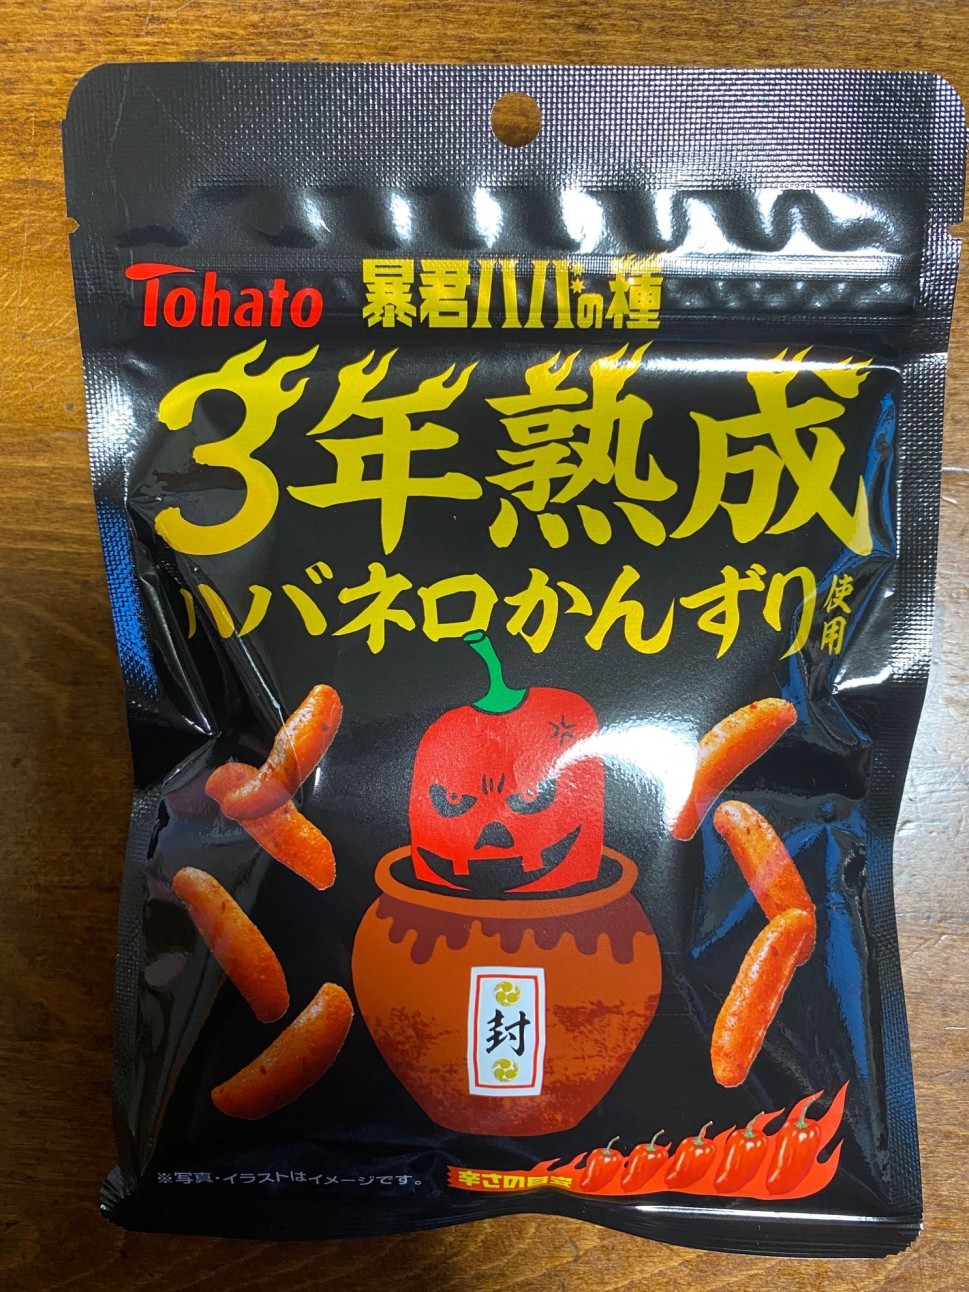 Tohato 暴君ハバの種
3年熟成
ハバネロかんずり使用
封
※写真・イラストはイメージです。
辛さの目安